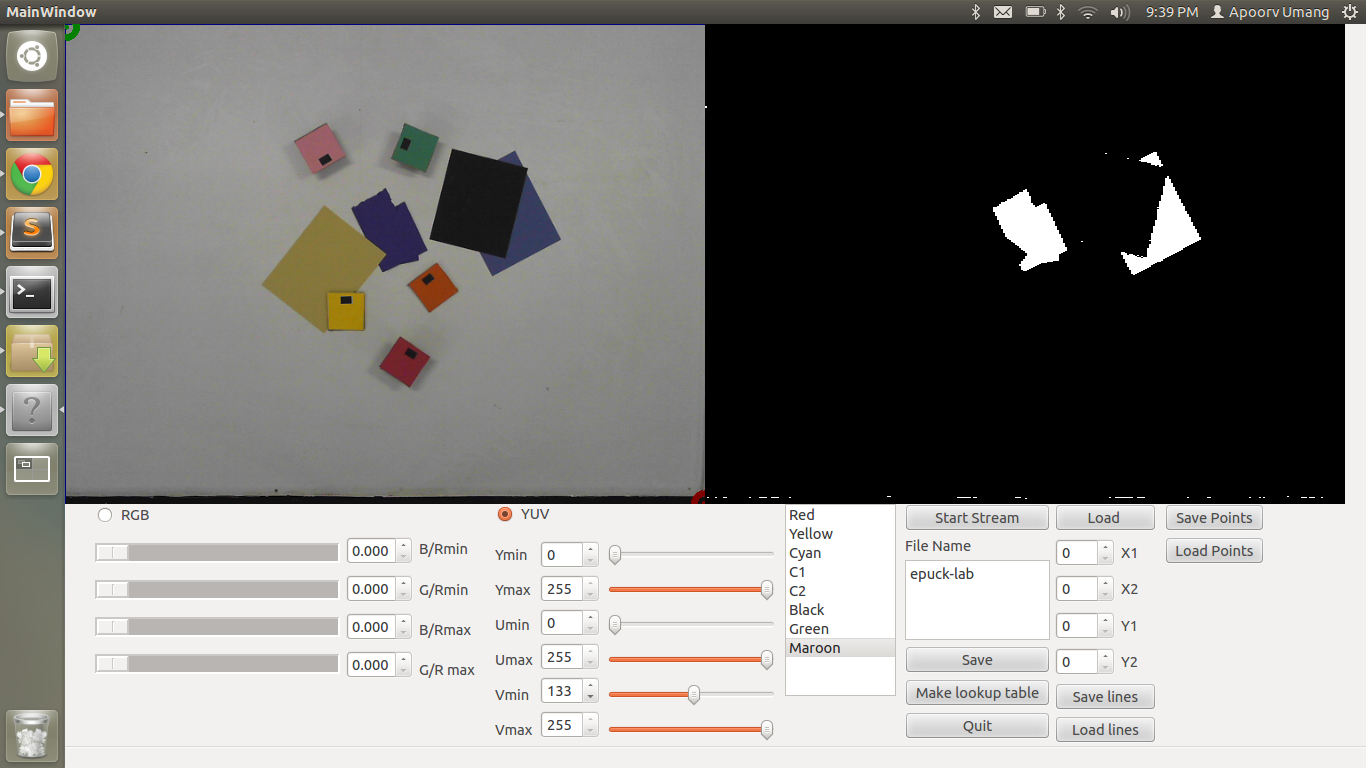 MainWindow
9:39 PM
Apoorv Umang
RGB
0.000 B/Rmin
0.000 G/Rmin
0.000 B/Rmax
0.000 G/R max
YUV
Ymin 0
Ymax 255
Umin 0
Umax 255
Vmin 133
Vmax 255
Red
Yellow
Cyan
C1
C2
Black
Green
Maroon
Start Stream
File Name
epuck-lab
Save
Make lookup table
Quit
Load
0 X1
0 X2
0 Y1
0 Y2
Save lines
Load lines
Save Points
Load Points